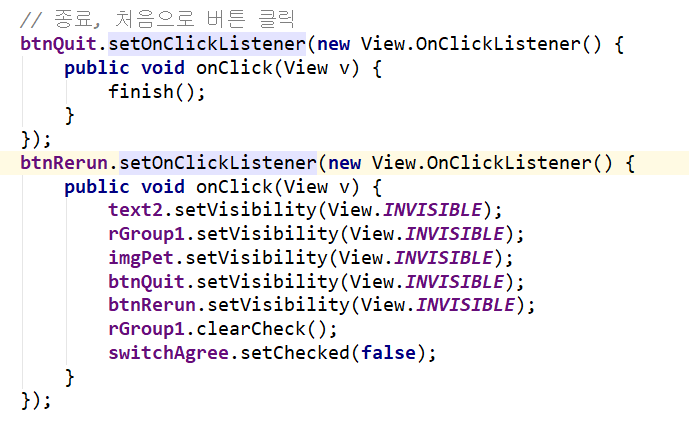 // 종료, 처음으로 버튼 클릭
btnQuit.setOnClickListener(new View.OnClickListener() {
    public void onClick(View v) {
        finish();
    }
});
btnRerun.setOnClickListener(new View.OnClickListener() {
    public void onClick(View v) {
        text2.setVisibility(View.INVISIBLE);
        rGroup1.setVisibility(View.INVISIBLE);
        imgPet.setVisibility(View.INVISIBLE);
        btnQuit.setVisibility(View.INVISIBLE);
        btnRerun.setVisibility(View.INVISIBLE);
        rGroup1.clearCheck();
        switchAgree.setChecked(false);
    }
});